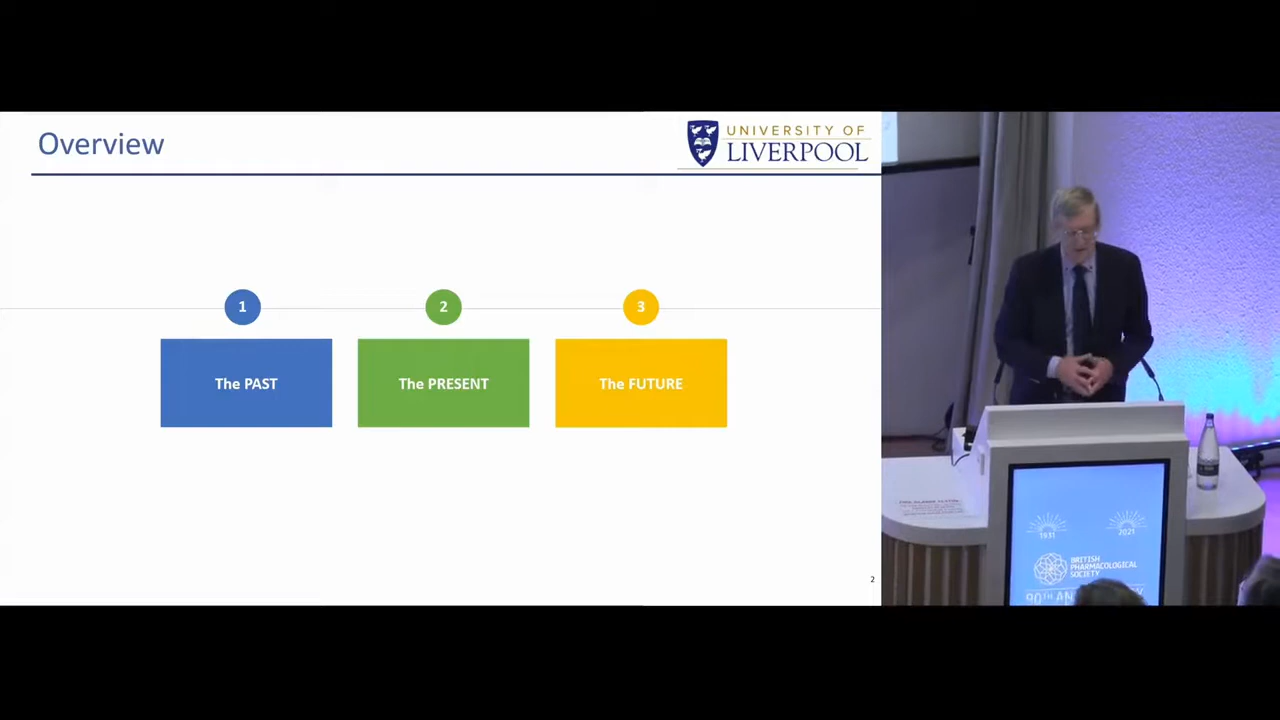 Overview
UNIVERSITY OF
LIVERPOOL
1
2
3
The PAST
The PRESENT
The FUTURE
2
1931
2021
BRITISH
PHARMACOLOGICAL
SOCIETY
90TH